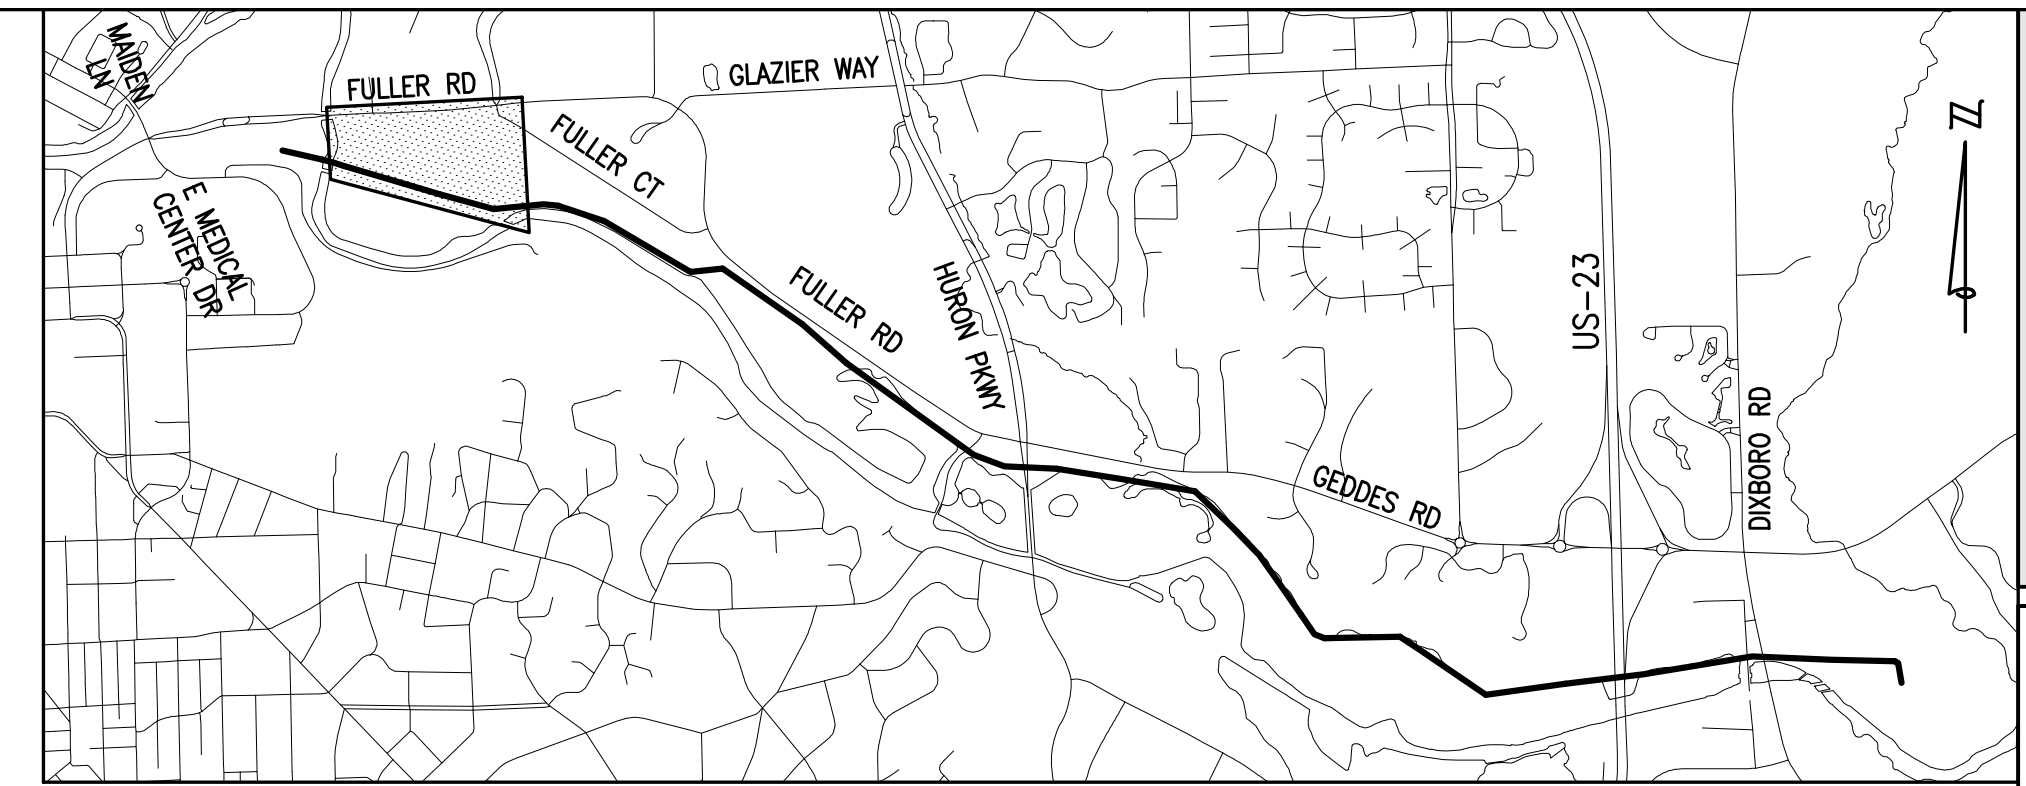 MAIDEN
LN
FULLER RD
GLAZIER WAY
N
FULLER CT
E MEDICAL
CENTER DR
FULLER RD
HURON PKWY
US-23
DIXBORO RD
GEDDES RD